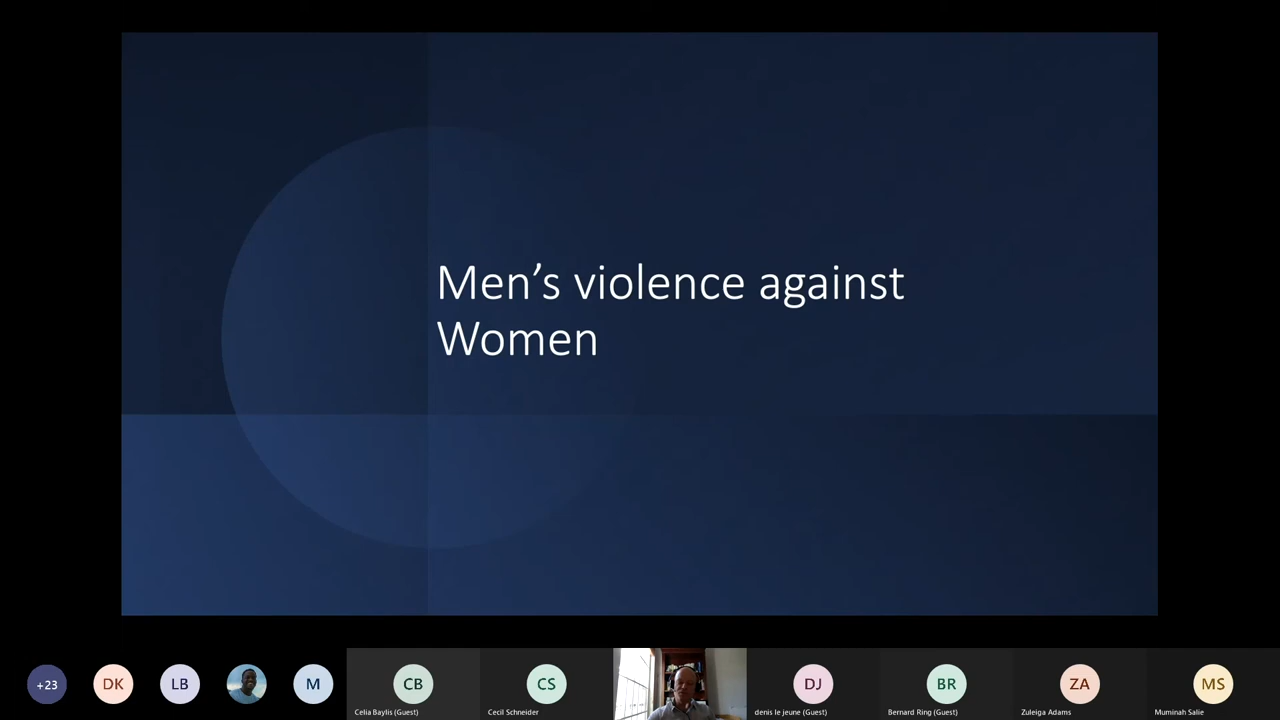 Men’s violence against
Women
+23
DK
LB
M
CB
Celia Baylis (Guest)
CS
Cecil Schneider
DJ
denis le jeune (Guest)
BR
Bernard Ring (Guest)
ZA
Zuleiga Adams
MS
Muminah Salie